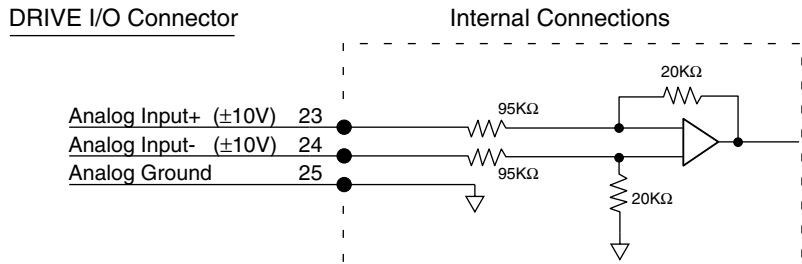 DRIVE I/O Connector
Internal Connections
20KΩ
95KΩ
Analog Input+ (±10V) 23
Analog Input- (±10V) 24
95KΩ
Analog Ground 25
20KΩ